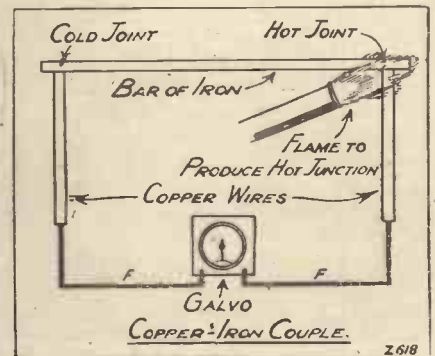 COLD JOINT
HOT JOINT
BAR OF IRON
FLAME TO
PRODUCE HOT JUNCTION
COPPER WIRES
F
F
GALVO
COPPER-IRON COUPLE.
Z618